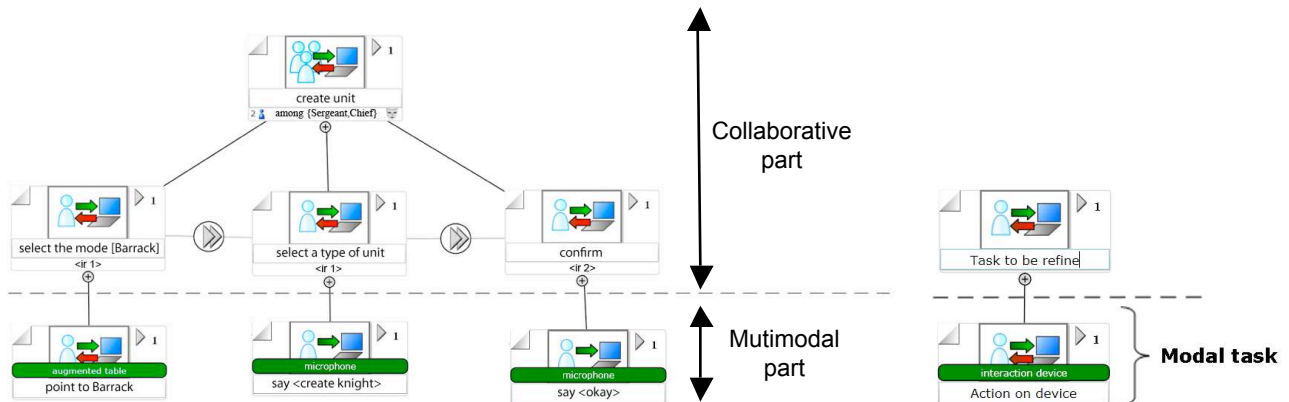 1
create unit
2 among {Sergeant,Chief}
Collaborative
part
1
1
1
1
select the mode [Barrack]
select a type of unit
confirm
Task to be refine
<ir 1>
<ir 1>
<ir 2>
1
1
1
1
augmented table
microphone
microphone
interaction device
point to Barrack
say <create knight>
say <okay>
Action on device
Mutimodal
part
Modal task